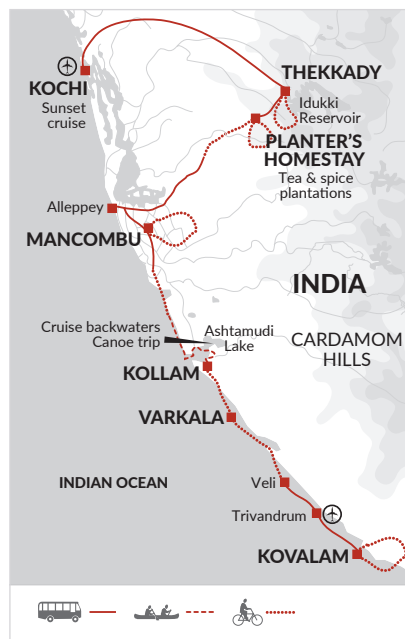 KOCHI
Sunset
cruise
THEKKADY
Idukki
Reservoir
PLANTER'S
HOMESTAY
Tea & spice
plantations
Alleppey
MANCOMBU
INDIA
Cruise backwaters
Canoe trip
Ashtamudi
Lake
CARDAMOM
HILLS
KOLLAM
VARKALA
INDIAN OCEAN
Veli
Trivandrum
KOVALAM